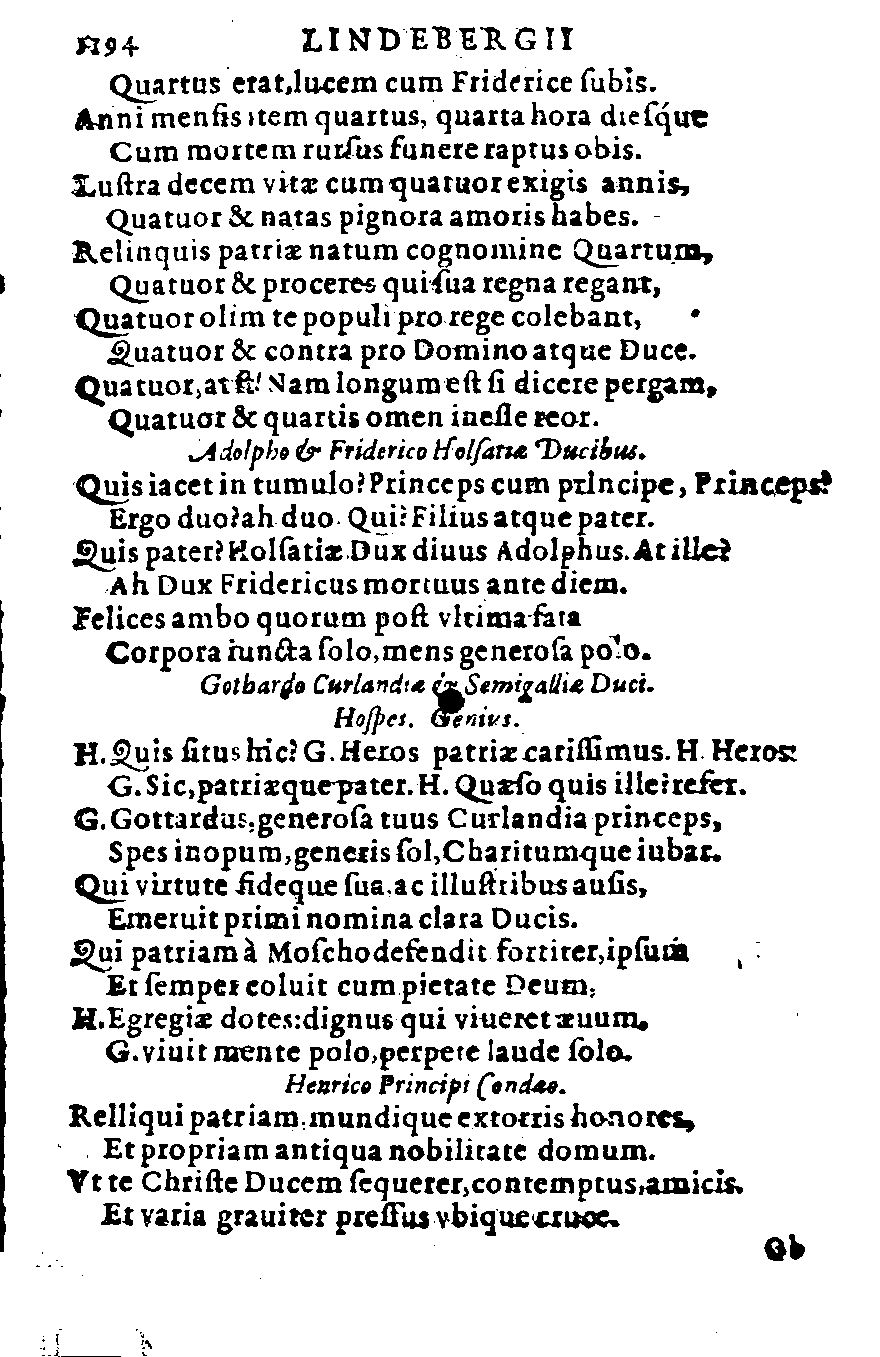 194 LINDEBERGII
Quartus erat, lucem cum Friderice ſubis.
Anni menſis item quartus, quarta hora dieſq́ue
Cum mortem rurſus funere raptus obis.
Luſtra decem vitæ cum quatuor exigis annis,
Quatuor & natas pignora amoris habes.
Relinquis patriæ natum cognomine Quartum,
Quatuor & proceres qui ſua regna regant,
Quatuor olim te populi pro rege colebant,
Quatuor & contra pro Domino atque Duce.
Quatuor, at ſt! Nam longum eſt ſi dicere pergam,
Quatuor & quartis omen ineſſe reor.
Adolpho & Friderico Holſatiæ Ducibus.
Quis iacet in tumulo? Princeps cum prIncipe, Princeps?
Ergo duo? ah duo. Qui? Filius atque pater.
Quis pater? Holſatiæ Dux diuus Adolphus. At ille?
Ah Dux Fridericus mortuus ante diem.
Felices ambo quorum poſt vltima fata
Corpora iuncta ſolo, mens generoſa polo.
Gothardo Curlandiæ & Semigalliæ Duci.
Hoſpes. Genius.
H. Quis ſitus hic? G. Heros patriæ cariſſimus. H. Heros?
G. Sic, patriæque pater. H. Quæſo quis ille? refer.
G. Gottardus, generoſa tuus Curlandia princeps,
Spes inopum, generis ſol, Charitumque iubar.
Qui virtute fideque ſua, ac illuſtribus auſis,
Emeruit primi nomina clara Ducis.
Qui patriam à Moſcho defendit fortiter, ipſum
Et ſemper coluit cum pietate Deum,
H. Egregiæ dotes: dignus qui viueret æuum,
G. viuit mente polo, perpete laude ſolo.
Henrico Principi Condæo.
Relliqui patriam, mundique extorris honores,
Et propriam antiqua nobilitate domum.
Vt te Chriſte Ducem ſequerer, contemptus, amicis.
Et varia grauiter preſſus vbique cruce.
Ob